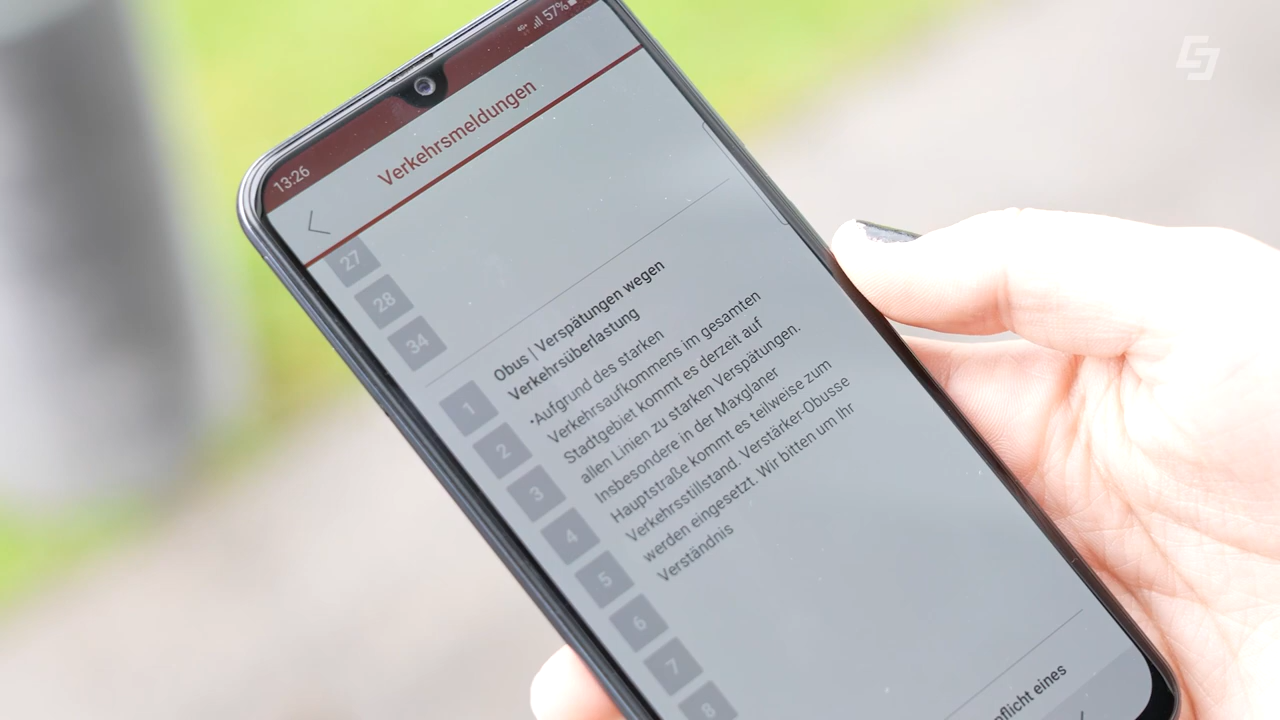 13:26
57%
Verkehrsmeldungen
27
28
34
Obus | Verspätungen wegen
Verkehrsüberlastung
•Aufgrund des starken
Verkehrsaufkommens im gesamten
Stadtgebiet kommt es derzeit auf
allen Linien zu starken Verspätungen.
Insbesondere in der Maxglaner
Hauptstraße kommt es teilweise zum
Verkehrsstillstand. Verstärker-Obusse
werden eingesetzt. Wir bitten um Ihr
Verständnis
1
2
3
4
5
6
7
8
pflicht eines